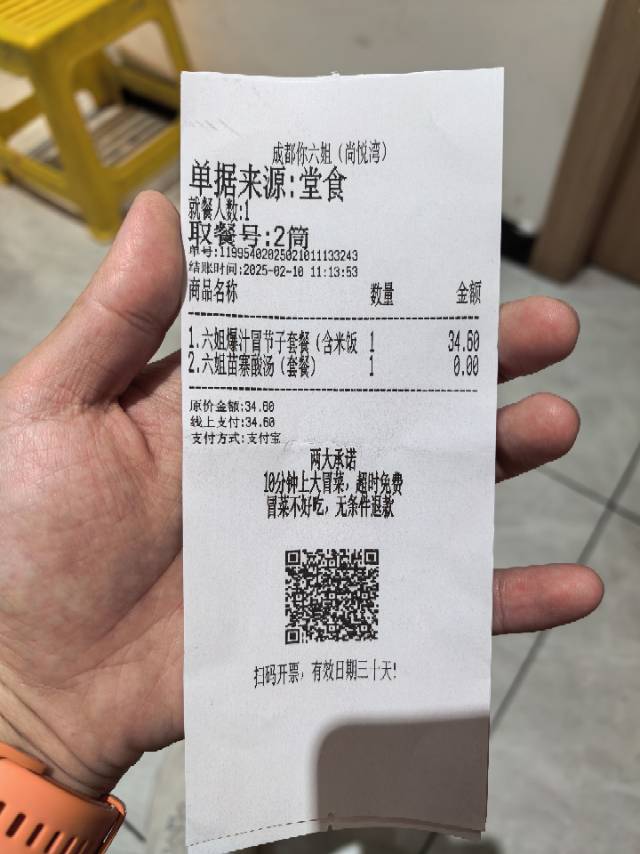 成都你六姐（尚悦湾）
单据来源:堂食
就餐人数:1
取餐号:2筒
单号:11995402025021011133243
结账时间:2025-02-10 11:13:53
商品名称 数量 金额
1.六姐爆汁冒节子套餐（含米饭 1 34.60
2.六姐苗寨酸汤（套餐） 1 0.00
原价金额:34.60
线上支付:34.60
支付方式:支付宝
两大承诺
10分钟上大冒菜，超时免费
冒菜不好吃，无条件退款
扫码开票，有效日期三十天!